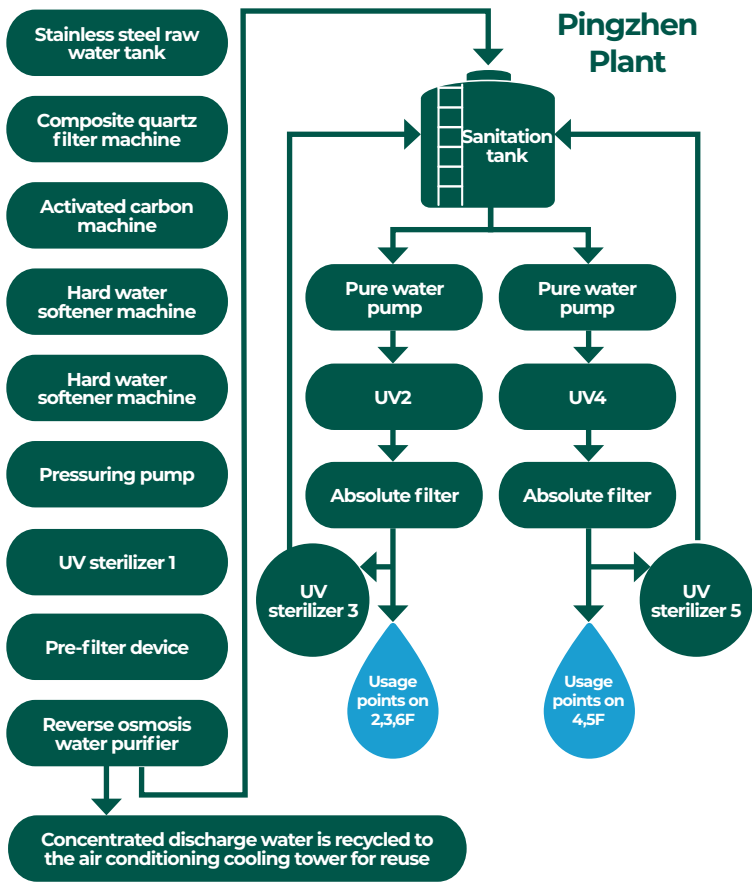 Pingzhen
Plant
Stainless steel raw
water tank
Composite quartz
filter machine
Activated carbon
machine
Hard water
softener machine
Hard water
softener machine
Pressuring pump
UV sterilizer 1
Pre-filter device
Reverse osmosis
water purifier
Concentrated discharge water is recycled to
the air conditioning cooling tower for reuse
Sanitation
tank
Pure water
pump
UV2
Absolute filter
UV
sterilizer 3
Usage
points on
2,3,6F
Pure water
pump
UV4
Absolute filter
UV
sterilizer 5
Usage
points on
4,5F